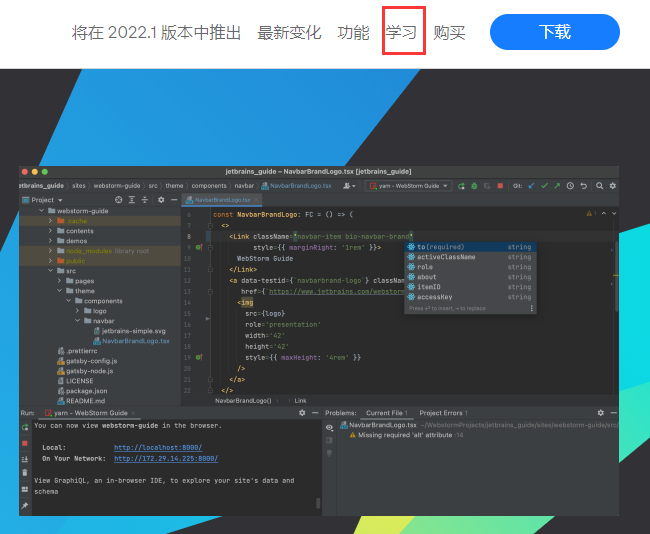 将在 2022.1 版本中推出 最新变化 功能 学习 购买 下载
jetbrains_guide – NavbarBrandLogo.tsx [jetbrains_guide]
jetbrains_guide sites webstorm-guide src theme components navbar NavbarBrandLogo.tsx yarn - WebStorm Guide Git:
Project NavbarBrandLogo.tsx
webstorm-guide
.cache
contents
demos
node_modules library root
public
src
pages
theme
components
logo
navbar
jetbrains-simple.svg
NavbarBrandLogo.tsx
.prettierrc
gatsby-config.js
gatsby-node.js
LICENSE
package.json
README.md
6 const NavbarBrandLogo: FC = () => (
7 <>
8 <Link className="navbar-item bio-navbar-brand"
9 style={{ marginRight: '1rem' }}>
10 WebStorm Guide
11 </Link>
12 <a data-testid={`navbarbrand-logo`} classNam
13 href={`https://www.jetbrains.com/webstorm
14 <img
15 src={logo}
16 role='presentation'
17 width='42'
18 height='42'
19 style={{ maxHeight: '4rem' }}
20 />
21 </a>
22 </>
to (required) string
activeClassName string
role string
about string
itemID string
accessKey string
Press ⏎ to insert, → to replace
NavbarBrandLogo() Link
Run: yarn - WebStorm Guide
You can now view webstorm-guide in the browser.
Local: http://localhost:8000/
On Your Network: http://172.29.14.225:8000/
View GraphiQL, an in-browser IDE, to explore your site's data and
schema
Problems: Current File 1 Project Errors 1
NavbarBrandLogo.tsx ~/WebstormProjects/jetbrains_guide/sites/webstorm-guide/src/
Missing required 'alt' attribute :14